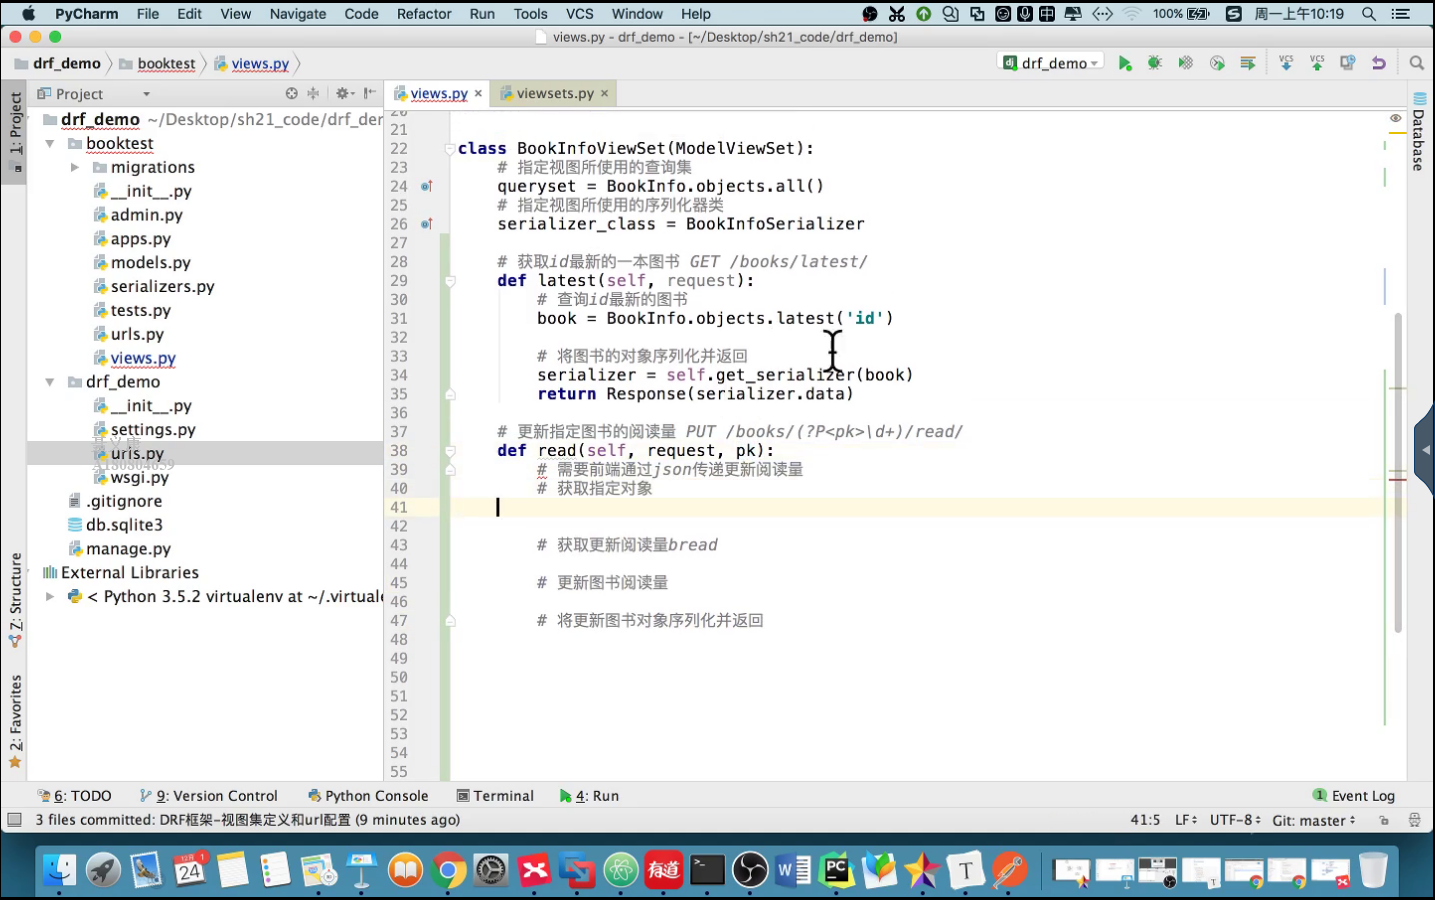 PyCharm File Edit View Navigate Code Refactor Run Tools VCS Window Help 100% 周一上午10:19
views.py - drf_demo - [~/Desktop/sh21_code/drf_demo]
drf_demo booktest views.py drf_demo
Project views.py viewsets.py
1: Project
Database
7: Structure
2: Favorites
drf_demo ~/Desktop/sh21_code/drf_der
booktest
migrations
__init__.py
admin.py
apps.py
models.py
serializers.py
tests.py
urls.py
views.py
drf_demo
__init__.py
settings.py
urls.py
wsgi.py
.gitignore
db.sqlite3
manage.py
External Libraries
< Python 3.5.2 virtualenv at ~/.virtuale
20
21
22 class BookInfoViewSet(ModelViewSet):
23 # 指定视图所使用的查询集
24 queryset = BookInfo.objects.all()
25 # 指定视图所使用的序列化器类
26 serializer_class = BookInfoSerializer
27
28 # 获取id最新的一本图书 GET /books/latest/
29 def latest(self, request):
30 # 查询id最新的图书
31 book = BookInfo.objects.latest('id')
32
33 # 将图书的对象序列化并返回
34 serializer = self.get_serializer(book)
35 return Response(serializer.data)
36
37 # 更新指定图书的阅读量 PUT /books/(?P<pk>\d+)/read/
38 def read(self, request, pk):
39 # 需要前端通过json传递更新阅读量
40 # 获取指定对象
41
42
43 # 获取更新阅读量bread
44
45 # 更新图书阅读量
46
47 # 将更新图书对象序列化并返回
48
49
50
51
52
53
54
55
6: TODO 9: Version Control Python Console Terminal 4: Run 1 Event Log
3 files committed: DRF框架-视图集定义和url配置 (9 minutes ago) 41:5 LF UTF-8 Git: master